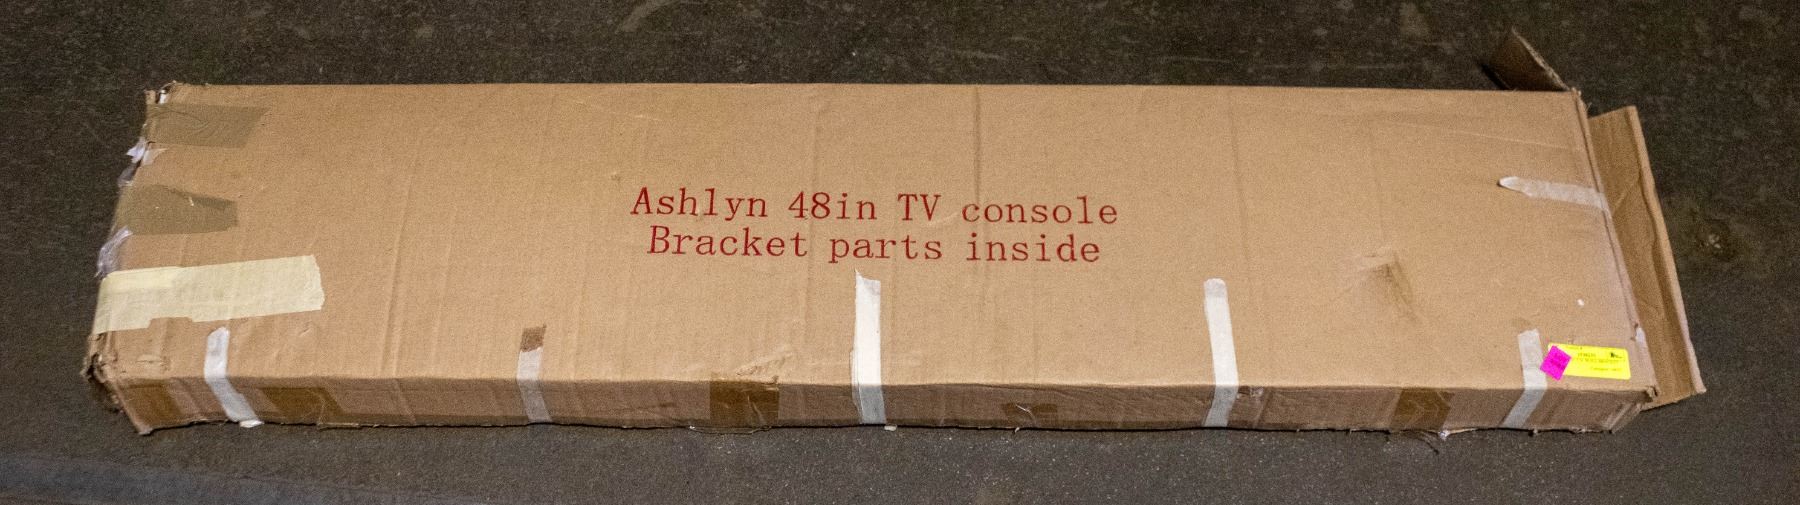 Ashlyn 48in TV console
Bracket parts inside